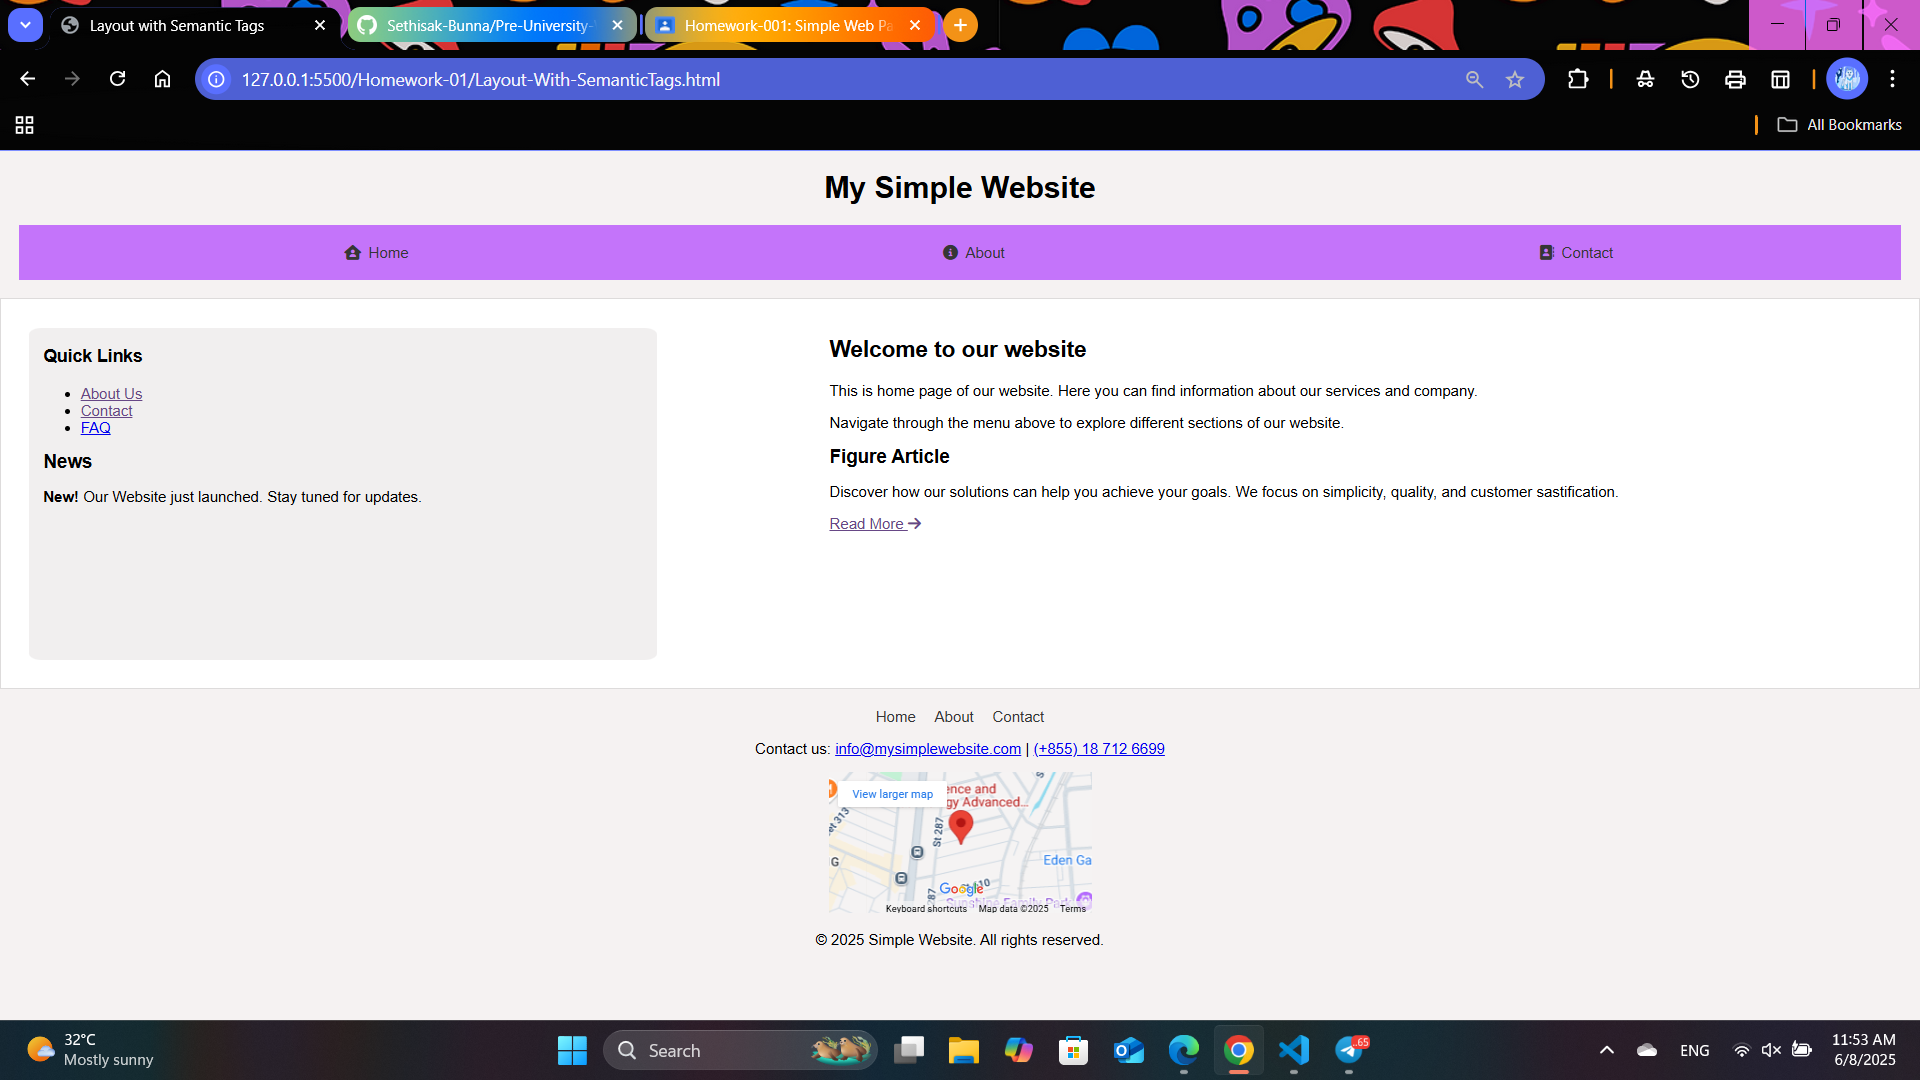 Layout with Semantic Tags
Sethisak-Bunna/Pre-University-
Homework-001: Simple Web Pa
127.0.0.1:5500/Homework-01/Layout-With-SemanticTags.html
All Bookmarks
My Simple Website
Home
About
Contact
Quick Links
About Us
Contact
FAQ
News
New! Our Website just launched. Stay tuned for updates.
Welcome to our website
This is home page of our website. Here you can find information about our services and company.
Navigate through the menu above to explore different sections of our website.
Figure Article
Discover how our solutions can help you achieve your goals. We focus on simplicity, quality, and customer sastification.
Read More
Home About Contact
Contact us: info@mysimplewebsite.com | (+855) 18 712 6699
View larger map
ence and
gy Advanced...
et 313
St 287
G
Eden Ga
Google
Sunshine Family Park
Keyboard shortcuts Map data ©2025 Terms
© 2025 Simple Website. All rights reserved.
32°C
Mostly sunny
Search
.65
ENG
11:53 AM
6/8/2025